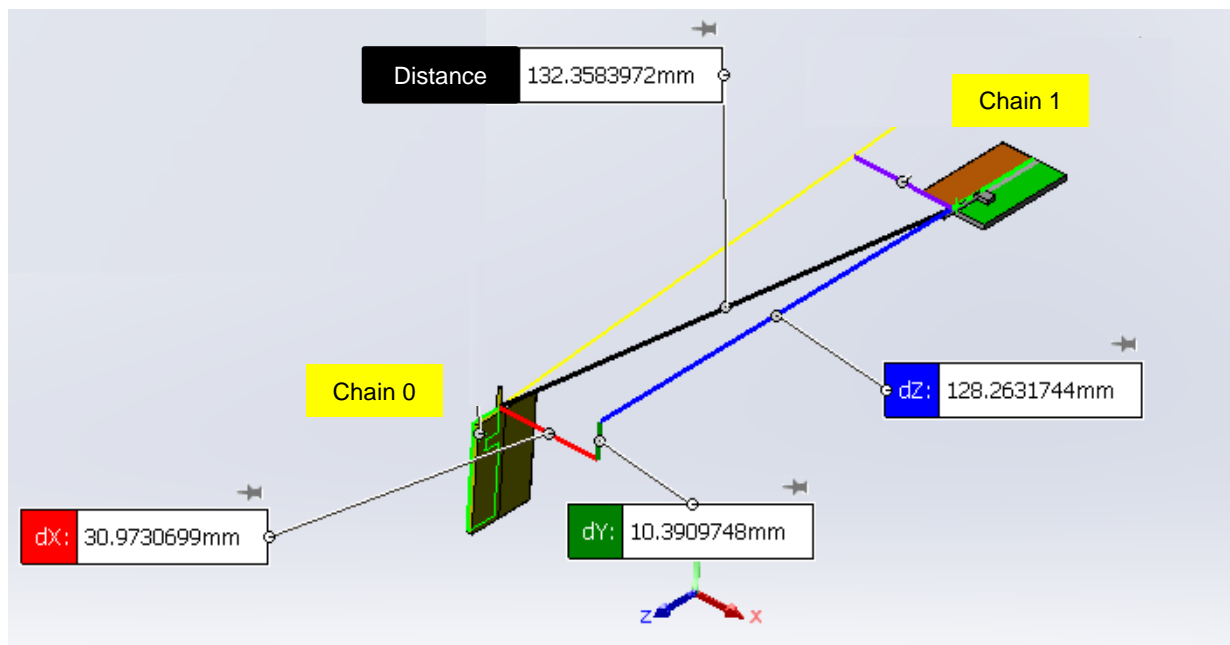 Distance 132.3583972mm
Chain 1
Chain 0
dZ: 128.2631744mm
dX: 30.9730699mm
dY: 10.3909748mm
Z X